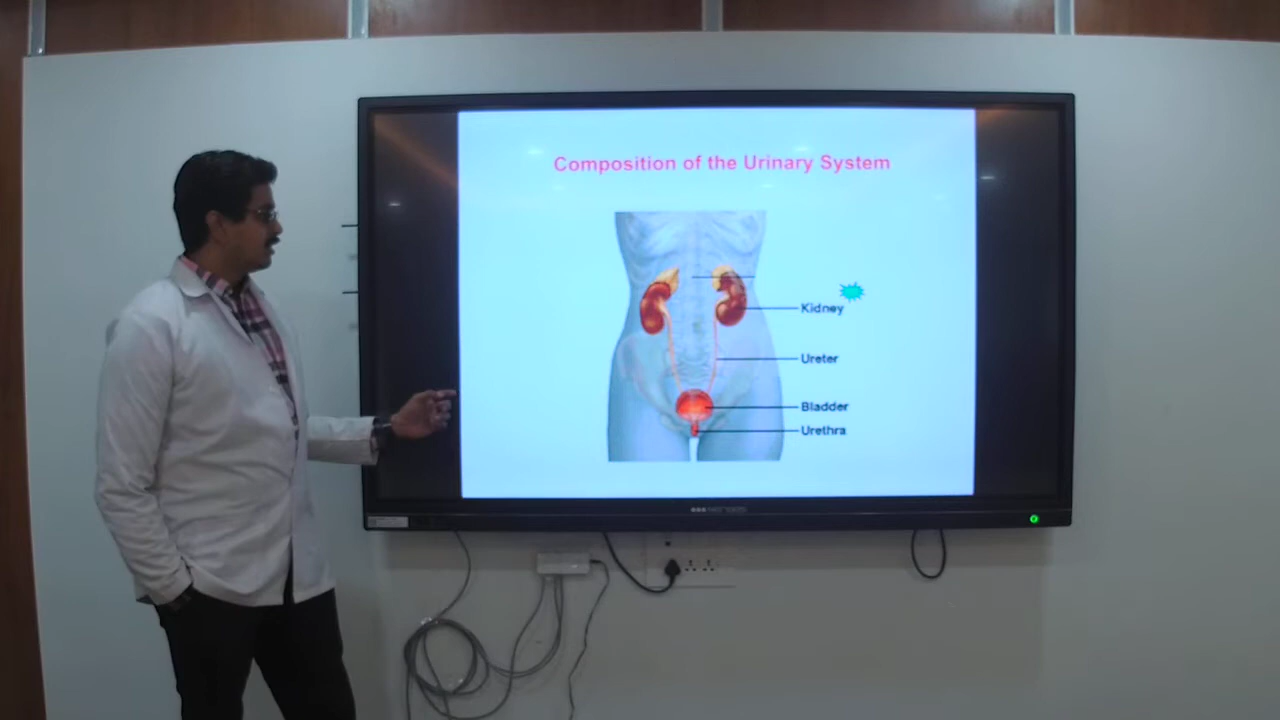 Composition of the Urinary System
Kidney
Ureter
Bladder
Urethra